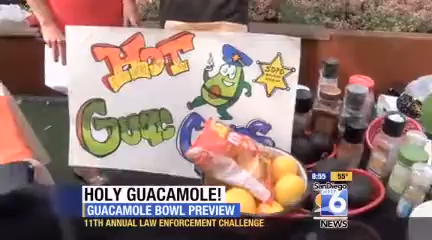 HOT
SDPD
Guac
COPS
HOLY GUACAMOLE!
GUACAMOLE BOWL PREVIEW
11TH ANNUAL LAW ENFORCEMENT CHALLENGE
8:55 55°
San Diego
6
NEWS